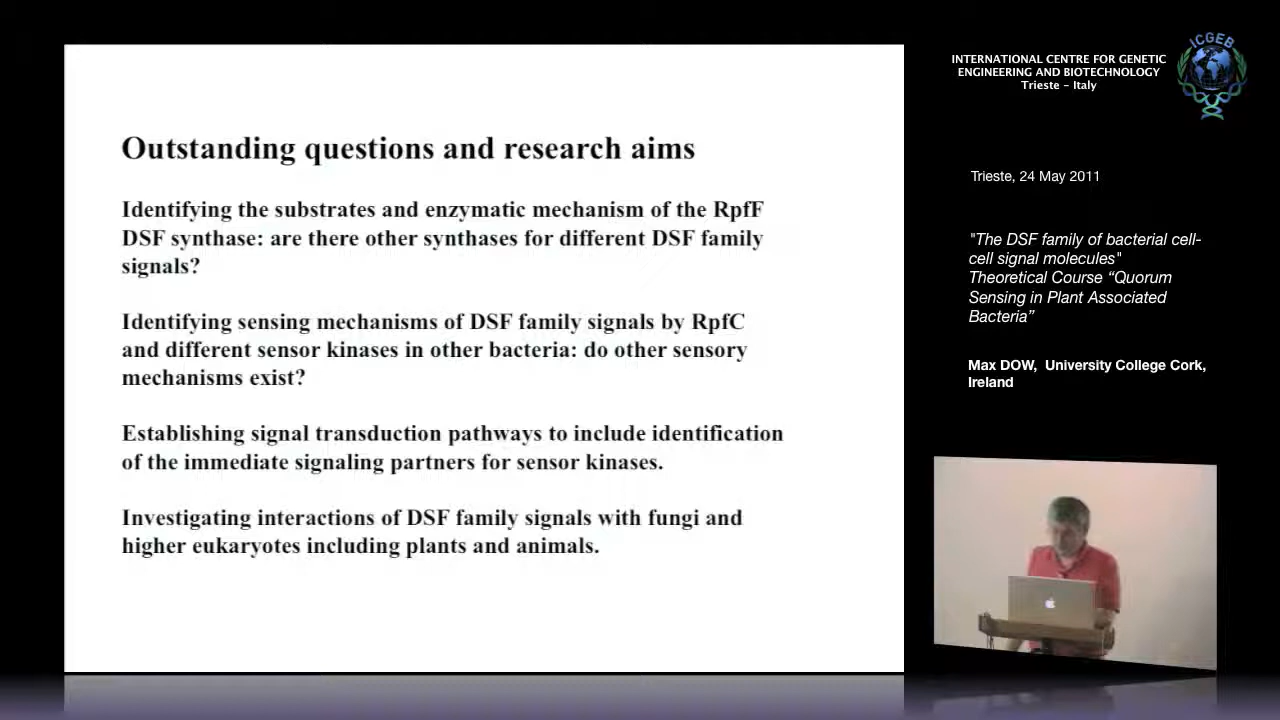 Outstanding questions and research aims
Identifying the substrates and enzymatic mechanism of the RpfF
DSF synthase: are there other synthases for different DSF family
signals?
Identifying sensing mechanisms of DSF family signals by RpfC
and different sensor kinases in other bacteria: do other sensory
mechanisms exist?
Establishing signal transduction pathways to include identification
of the immediate signaling partners for sensor kinases.
Investigating interactions of DSF family signals with fungi and
higher eukaryotes including plants and animals.
INTERNATIONAL CENTRE FOR GENETIC
ENGINEERING AND BIOTECHNOLOGY
Trieste - Italy
ICGEB
Trieste, 24 May 2011
"The DSF family of bacterial cell-
cell signal molecules"
Theoretical Course “Quorum
Sensing in Plant Associated
Bacteria”
Max DOW, University College Cork,
Ireland